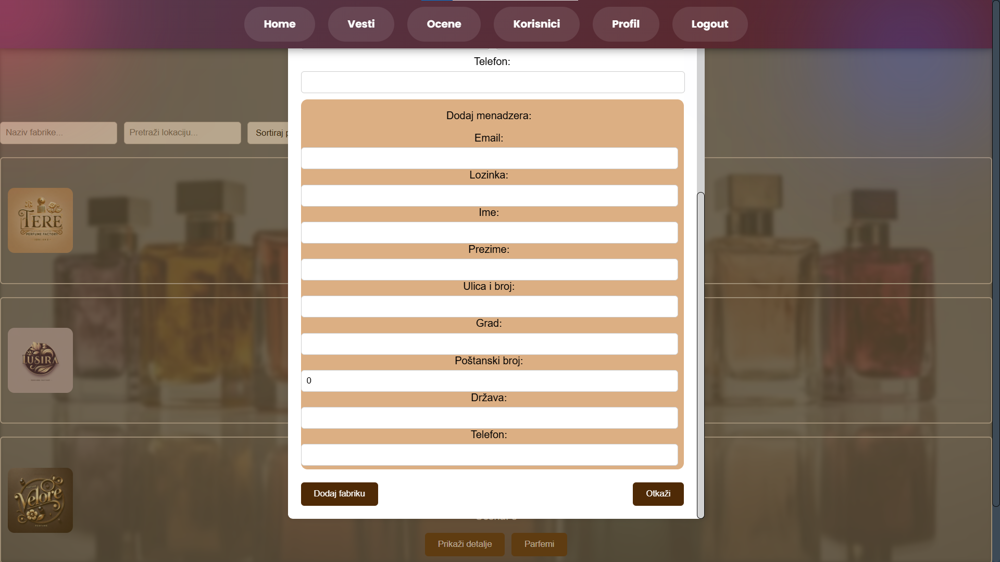 Home
Vesti
Ocene
Korisnici
Profil
Logout
Telefon:
Dodaj menadzera:
Naziv fabrike...
Pretraži lokaciju...
Sortiraj
Email:
Lozinka:
Ime:
TERE
PERFUME FACTORY
Prezime:
Ulica i broj:
Grad:
LUSIRA
Poštanski broj:
0
Država:
Telefon:
Velore
Dodaj fabriku
Otkaži
Prikaži detalje
Parfemi